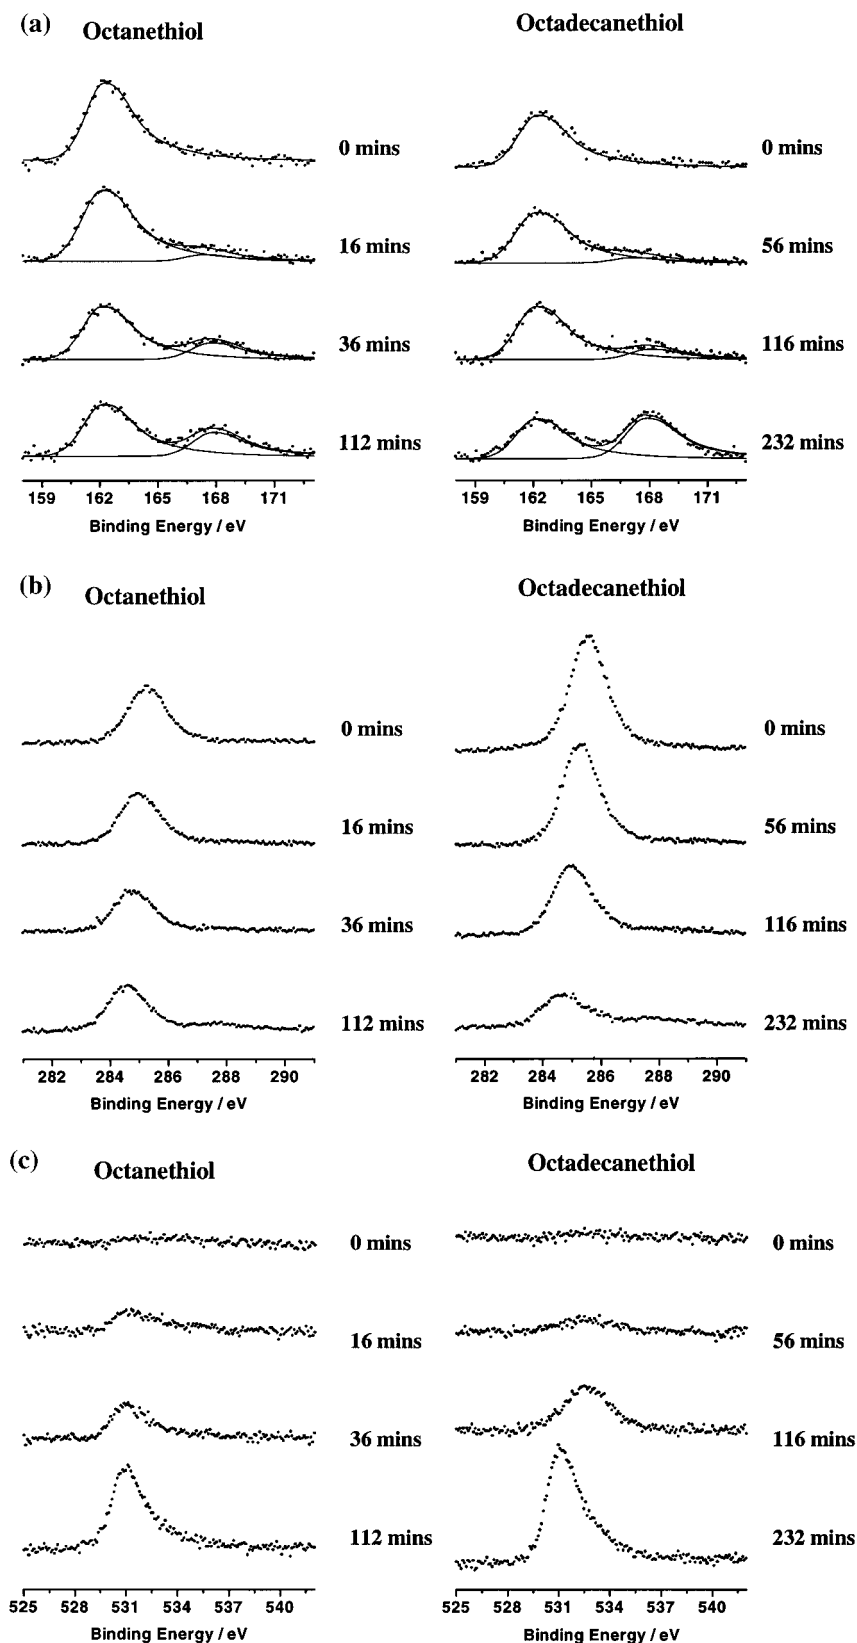 (a)
Octanethiol
Octadecanethiol
0 mins
0 mins
16 mins
56 mins
36 mins
116 mins
112 mins
232 mins
159 162 165 168 171
159 162 165 168 171
Binding Energy / eV
Binding Energy / eV
(b)
Octanethiol
Octadecanethiol
0 mins
0 mins
16 mins
56 mins
36 mins
116 mins
112 mins
232 mins
282 284 286 288 290
282 284 286 288 290
Binding Energy / eV
Binding Energy / eV
(c)
Octanethiol
Octadecanethiol
0 mins
0 mins
16 mins
56 mins
36 mins
116 mins
112 mins
232 mins
525 528 531 534 537 540
525 528 531 534 537 540
Binding Energy / eV
Binding Energy / eV